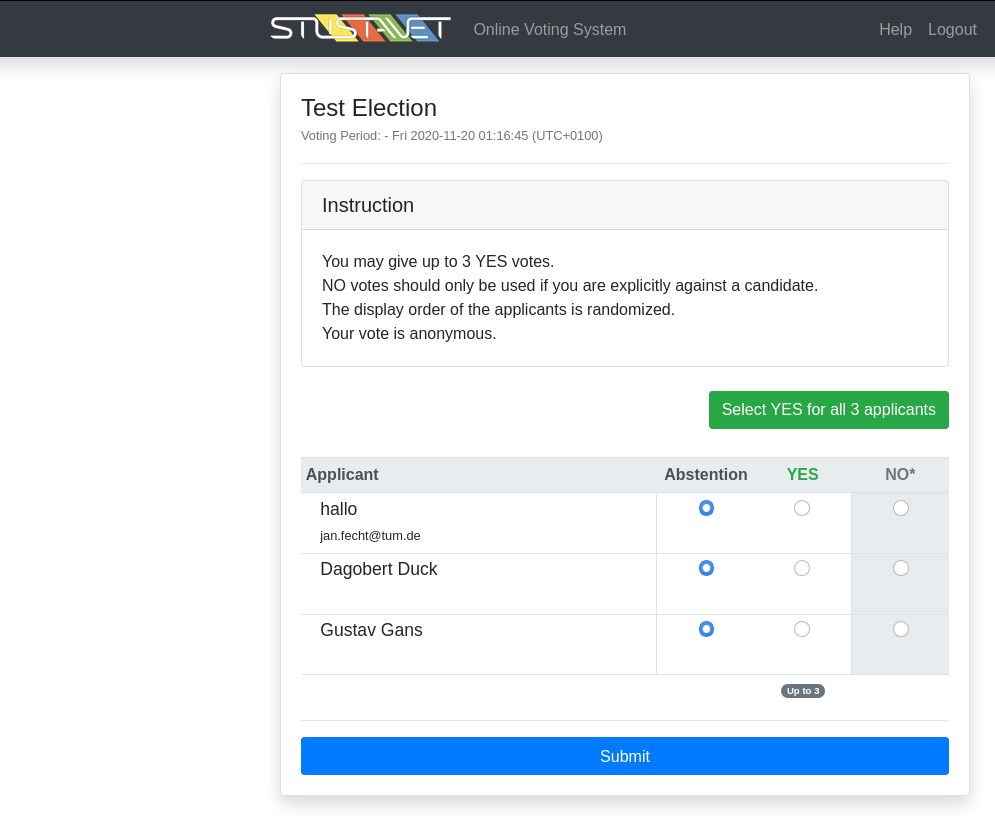 STUSTANET Online Voting System Help Logout
Test Election
Voting Period: - Fri 2020-11-20 01:16:45 (UTC+0100)
Instruction
You may give up to 3 YES votes.
NO votes should only be used if you are explicitly against a candidate.
The display order of the applicants is randomized.
Your vote is anonymous.
Select YES for all 3 applicants
Applicant Abstention YES NO*
hallo
jan.fecht@tum.de
Dagobert Duck
Gustav Gans
Up to 3
Submit